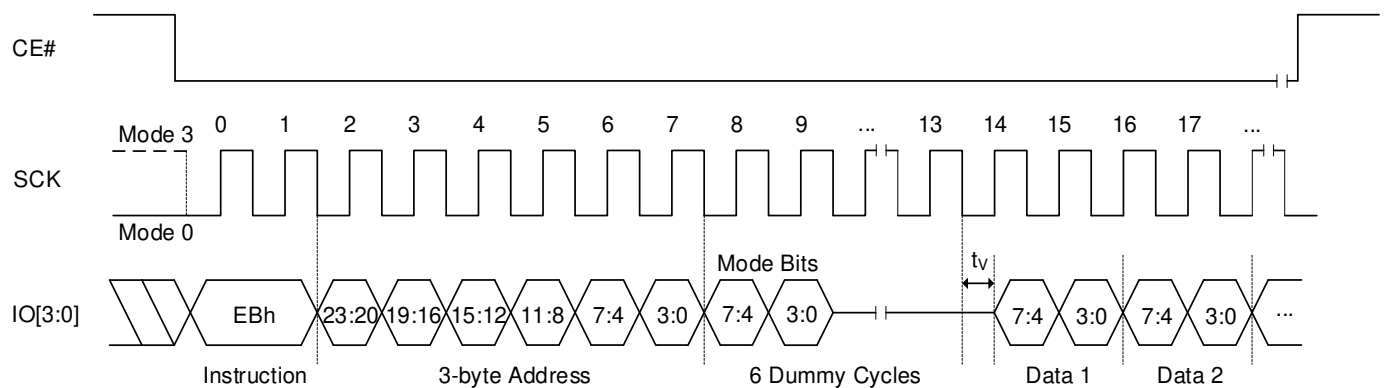 CE#
0 1 2 3 4 5 6 7 8 9 ... 13 14 15 16 17 ...
Mode 3
SCK
Mode 0
Mode Bits
tV
IO[3:0] EBh 23:20 19:16 15:12 11:8 7:4 3:0 7:4 3:0 7:4 3:0 7:4 3:0 ...
Instruction 3-byte Address 6 Dummy Cycles Data 1 Data 2